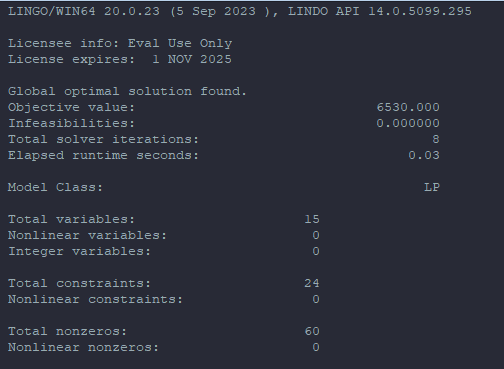 LINGO/WIN64 20.0.23 (5 Sep 2023 ), LINDO API 14.0.5099.295
Licensee info: Eval Use Only
License expires: 1 NOV 2025
Global optimal solution found.
Objective value: 6530.000
Infeasibilities: 0.000000
Total solver iterations: 8
Elapsed runtime seconds: 0.03
Model Class: LP
Total variables: 15
Nonlinear variables: 0
Integer variables: 0
Total constraints: 24
Nonlinear constraints: 0
Total nonzeros: 60
Nonlinear nonzeros: 0